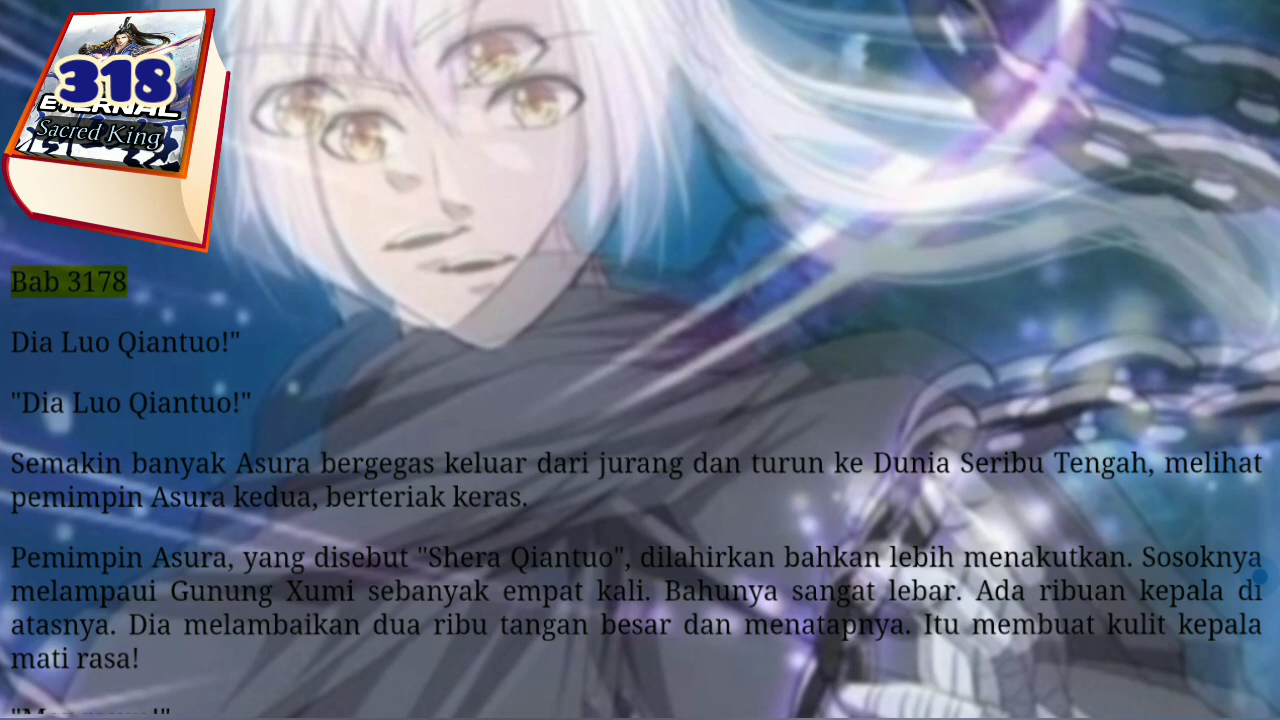 318
ETERNAL
Sacred King
Bab 3178
Dia Luo Qiantuo!"
"Dia Luo Qiantuo!"
Semakin banyak Asura bergegas keluar dari jurang dan turun ke Dunia Seribu Tengah, melihat
pemimpin Asura kedua, berteriak keras.
Pemimpin Asura, yang disebut "Shera Qiantuo", dilahirkan bahkan lebih menakutkan. Sosoknya
melampaui Gunung Xumi sebanyak empat kali. Bahunya sangat lebar. Ada ribuan kepala di
atasnya. Dia melambaikan dua ribu tangan besar dan menatapnya. Itu membuat kulit kepala
mati rasa!